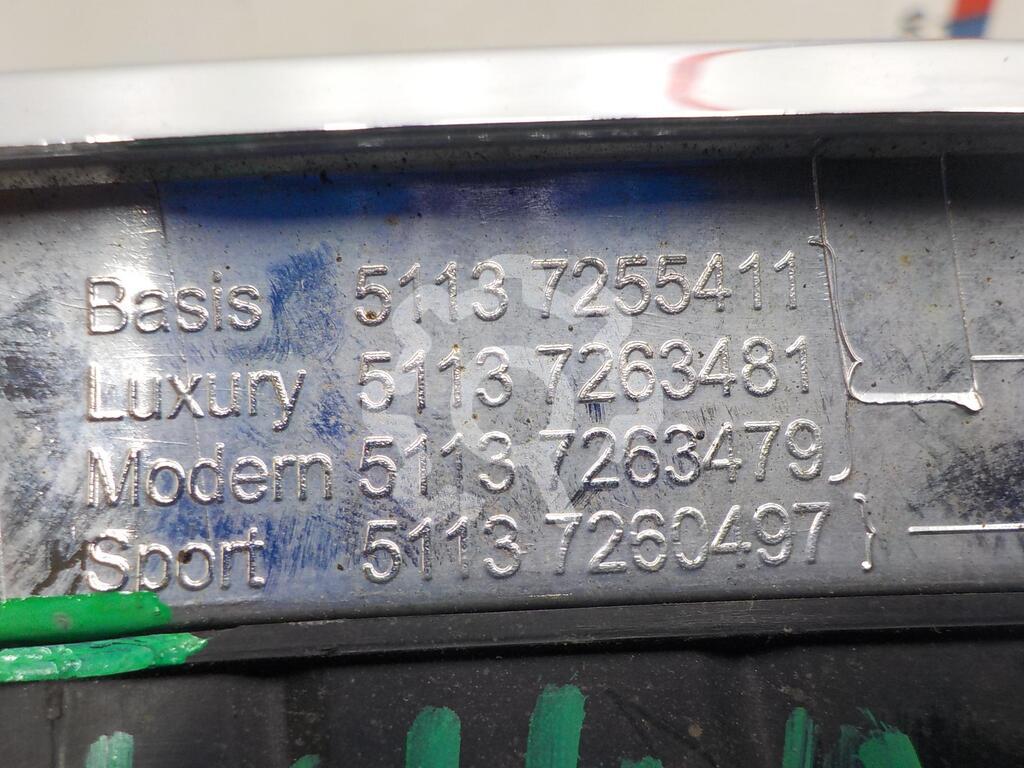 Basis 5113 7255411
Luxury 5113 7263481
Modern 5113 7263479
Sport 5113 7260497